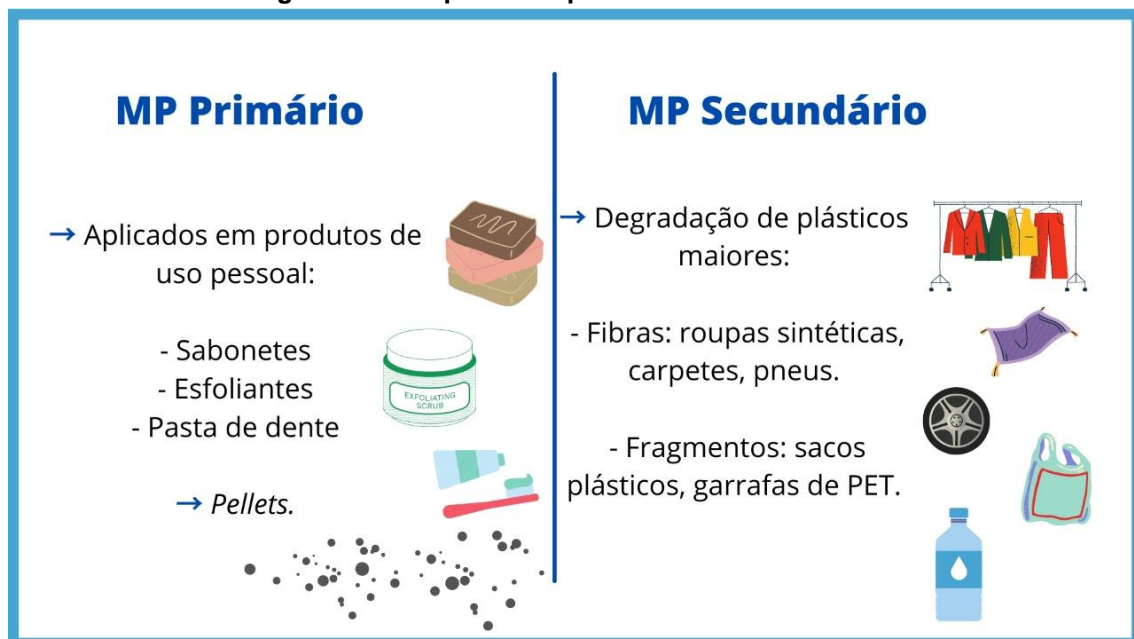 MP Primário
→ Aplicados em produtos de
uso pessoal:
- Sabonetes
- Esfoliantes
- Pasta de dente
→ Pellets.
EXFOLIATING
SCRUB
MP Secundário
→ Degradação de plásticos
maiores:
- Fibras: roupas sintéticas,
carpetes, pneus.
- Fragmentos: sacos
plásticos, garrafas de PET.